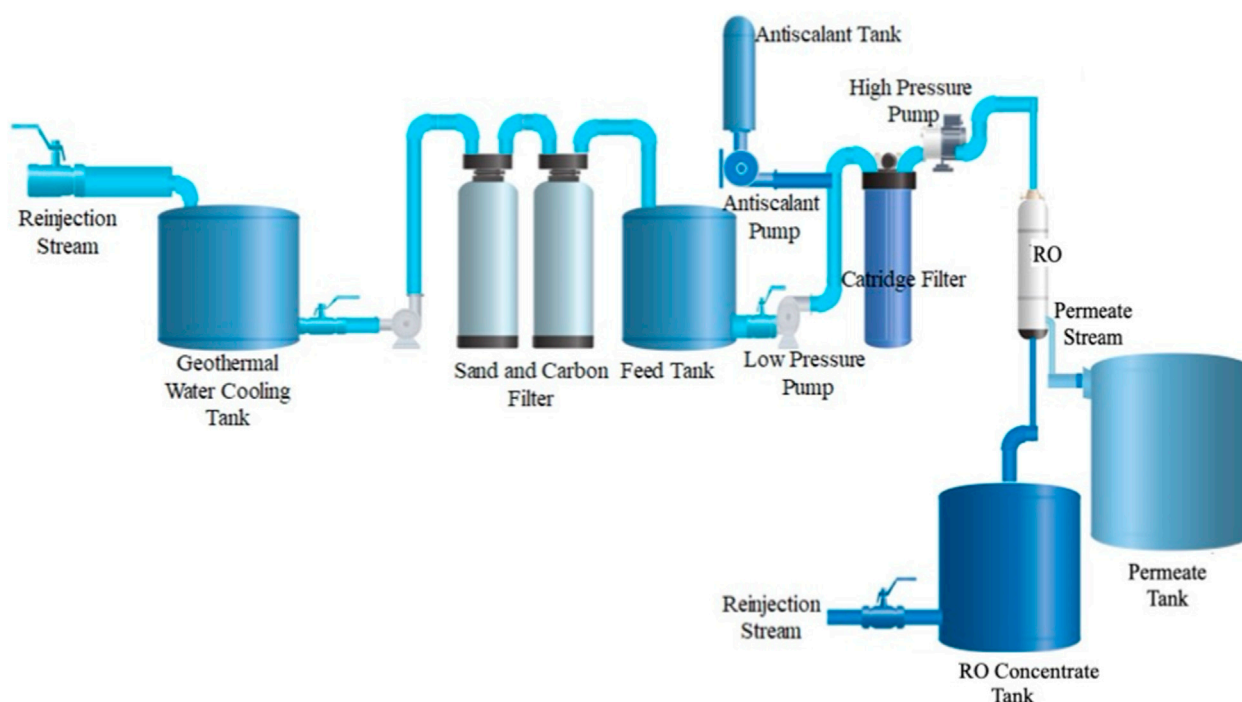 Antiscalant Tank
High Pressure
Pump
Reinjection
Stream
Antiscalant
Pump
RO
Catridge Filter
Permeate
Stream
Geothermal
Water Cooling
Tank
Sand and Carbon
Filter
Feed Tank
Low Pressure
Pump
Permeate
Tank
Reinjection
Stream
RO Concentrate
Tank